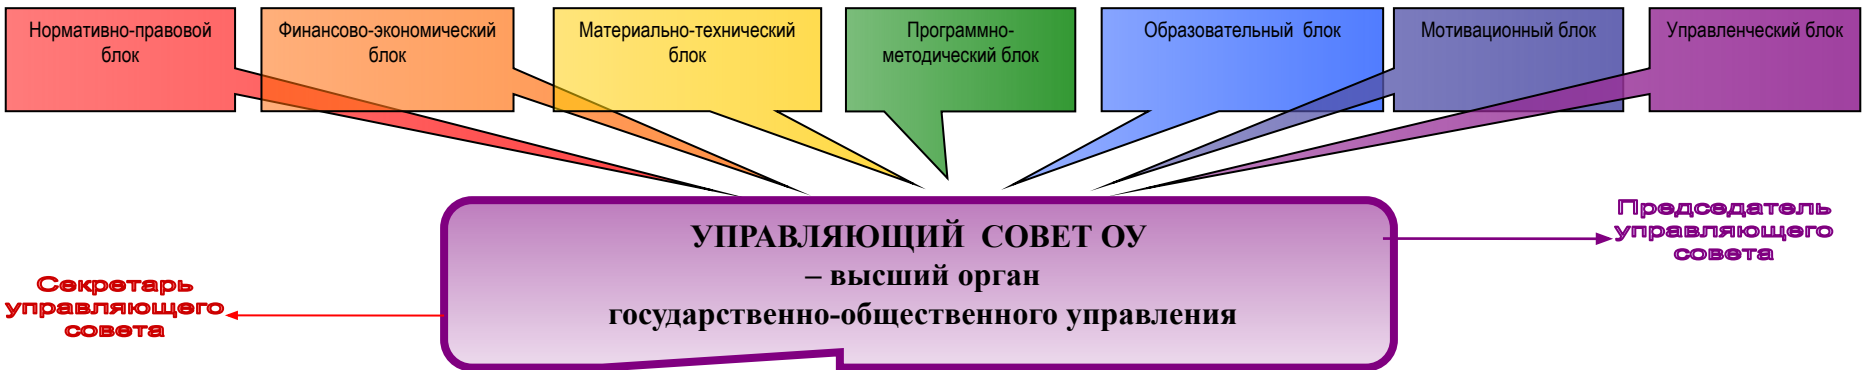 Нормативно-правовой
блок
Финансово-экономический
блок
Материально-технический
блок
Программно-
методический блок
Образовательный  блок
Мотивационный блок
Управленческий блок
УПРАВЛЯЮЩИЙ  СОВЕТ ОУ
– высший орган
государственно-общественного управления
Председатель
управляющего
совета
Секретарь
управляющего
совета